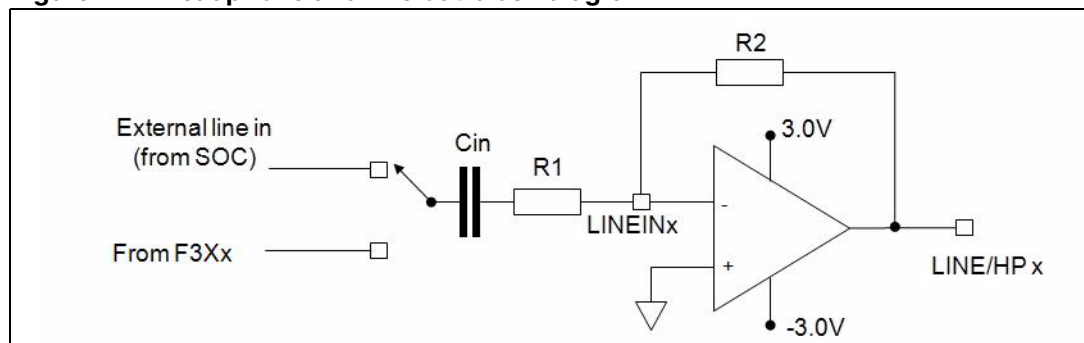 R2
External line in
(from SOC)
Cin
R1
3.0V
-
LINEINx
+
From F3Xx
LINE/HP x
-3.0V